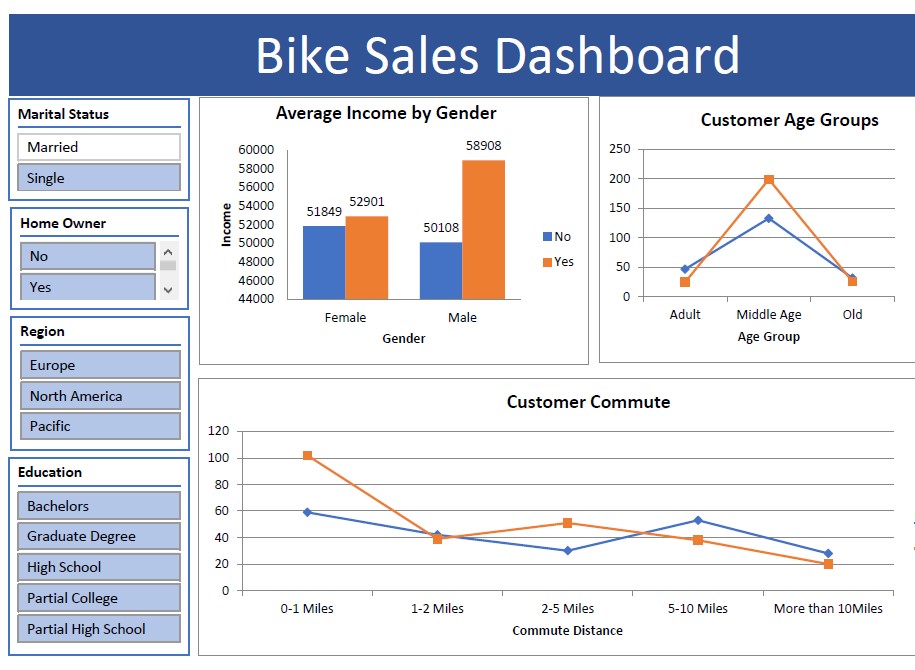 Bike Sales Dashboard
Marital Status
Married
Single
Home Owner
No
Yes
Region
Europe
North America
Pacific
Education
Bachelors
Graduate Degree
High School
Partial College
Partial High School
Average Income by Gender
60000
58000
56000
54000
52000
50000
48000
46000
44000
Income
51849
52901
50108
58908
Female
Male
Gender
No
Yes
Customer Age Groups
250
200
150
100
50
0
Adult
Middle Age
Old
Age Group
Customer Commute
120
100
80
60
40
20
0
0-1 Miles
1-2 Miles
2-5 Miles
5-10 Miles
More than 10Miles
Commute Distance